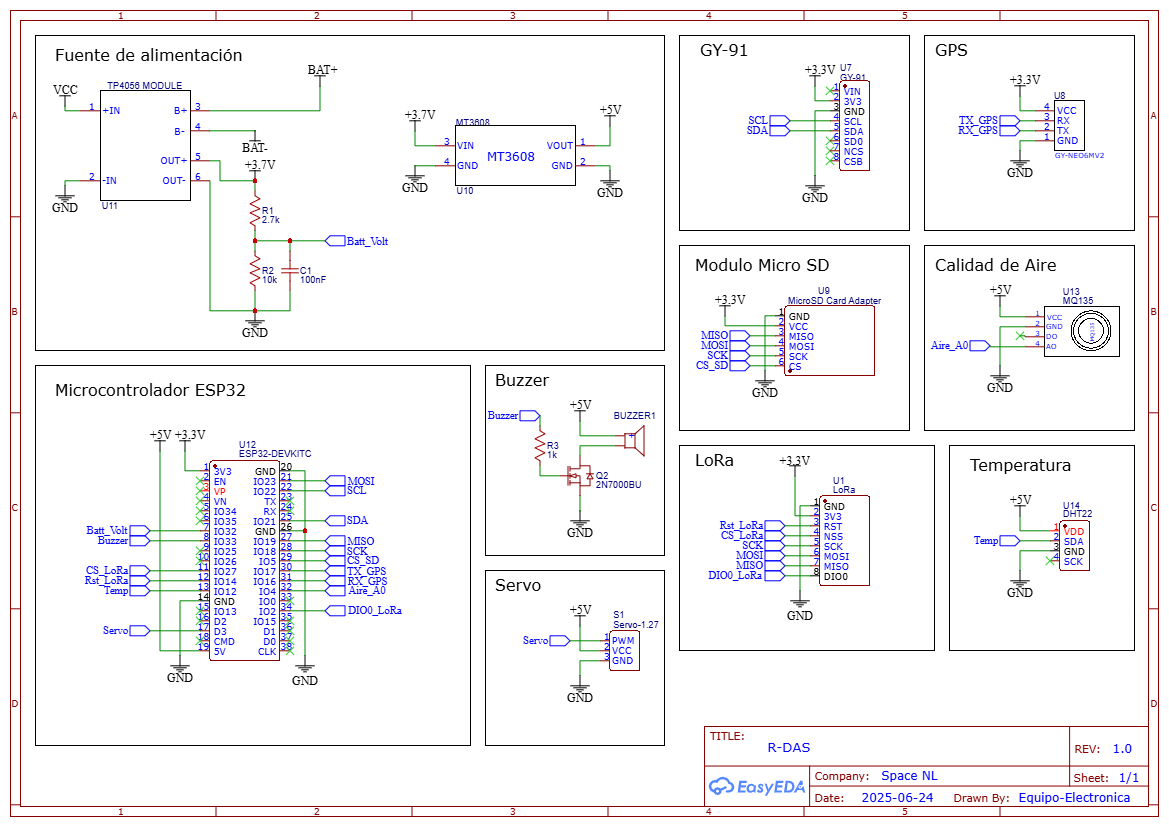 1 2 3 4 5
A
B
C
D
Fuente de alimentación
VCC
TP4056 MODULE
1 +IN
B+ 3
B- 4
OUT+ 5
2 -IN
OUT- 6
U11
GND
BAT+
BAT-
+3.7V
R1
2.7k
Batt_Volt
R2
10k
C1
100nF
GND
+3.7V
MT3608
+5V
3 VIN
VOUT 1
MT3608
4 GND
GND 2
U10
GND
GND
GY-91
+3.3V
U7
GY-91
1 VIN
2 3V3
3 GND
SCL 4 SCL
SDA 5 SDA
6 SD0
7 NCS
8 CSB
GND
GPS
+3.3V
U8
4 VCC
TX_GPS 3 RX
RX_GPS 2 TX
1 GND
GY-NEO6MV2
GND
Modulo Micro SD
+3.3V
U9
MicroSD Card Adapter
1 GND
2 VCC
MISO 3 MISO
MOSI 4 MOSI
SCK 5 SCK
CS_SD 6 CS
GND
Calidad de Aire
+5V
U13
MQ135
1 VCC
2 GND
3 DO
Aire_A0 4 AO
MQ135
GND
Microcontrolador ESP32
+5V +3.3V
U12
ESP32-DEVKITC
1 3V3 GND 20
2 EN IO23 21 MOSI
3 VP IO22 22 SCL
4 VN TX 23
5 IO34 RX 24
6 IO35 IO21 25 SDA
Batt_Volt 7 IO32 GND 26
Buzzer 8 IO33 IO19 27 MISO
9 IO25 IO18 28 SCK
10 IO26 IO5 29 CS_SD
CS_LoRa 11 IO27 IO17 30 TX_GPS
Rst_LoRa 12 IO14 IO16 31 RX_GPS
Temp 13 IO12 IO4 32 Aire_A0
14 GND IO0 33
15 IO13 IO2 34 DIO0_LoRa
16 D2 IO15 35
Servo 17 D3 D1 36
18 CMD D0 37
19 5V CLK 38
GND
GND
Buzzer
Buzzer
+5V
BUZZER1
R3
1k
Q2
2N7000BU
GND
Servo
+5V
S1
Servo-1.27
Servo 1 PWM
2 VCC
3 GND
GND
LoRa
+3.3V
U1
LoRa
1 GND
2 3V3
Rst_LoRa 3 RST
CS_LoRa 4 NSS
SCK 5 SCK
MOSI 6 MOSI
MISO 7 MISO
DIO0_LoRa 8 DIO0
GND
Temperatura
+5V
U14
DHT22
1 VDD
Temp 2 SDA
3 GND
4 SCK
GND
TITLE:
R-DAS
REV: 1.0
EasyEDA
Company: Space NL
Sheet: 1/1
Date: 2025-06-24 Drawn By: Equipo-Electronica
A
B
C
D
1 2 3 4 5